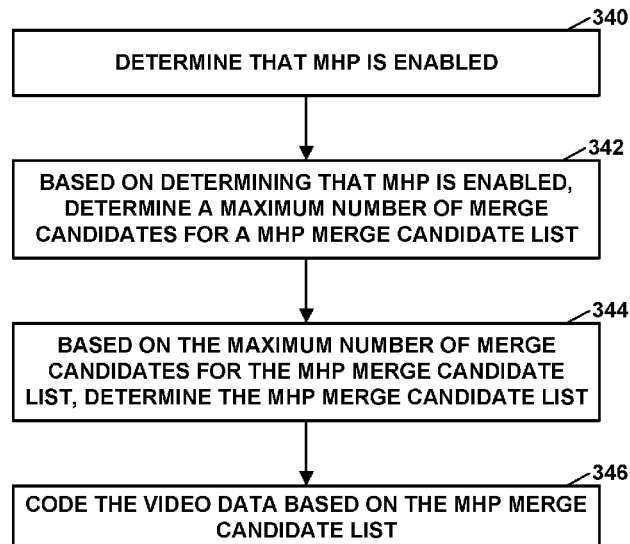 340
DETERMINE THAT MHP IS ENABLED
342
BASED ON DETERMINING THAT MHP IS ENABLED,
DETERMINE A MAXIMUM NUMBER OF MERGE
CANDIDATES FOR A MHP MERGE CANDIDATE LIST
344
BASED ON THE MAXIMUM NUMBER OF MERGE
CANDIDATES FOR THE MHP MERGE CANDIDATE
LIST, DETERMINE THE MHP MERGE CANDIDATE LIST
346
CODE THE VIDEO DATA BASED ON THE MHP MERGE
CANDIDATE LIST